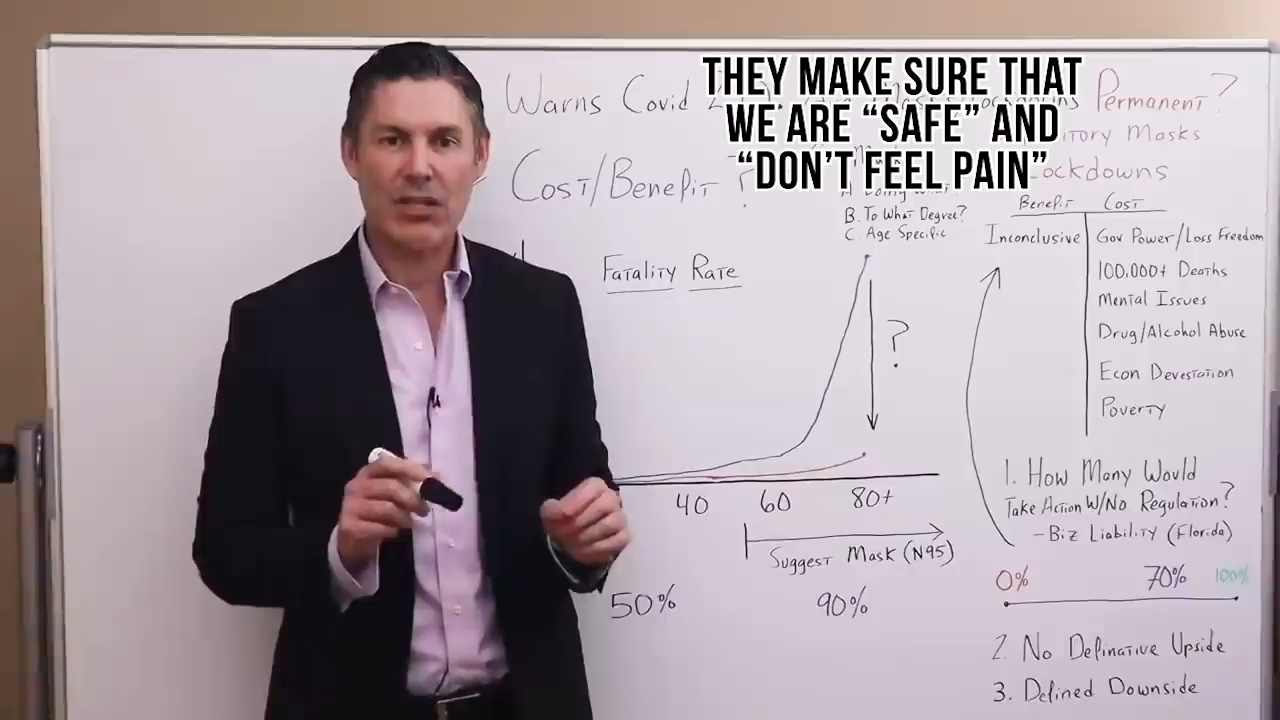 THEY MAKE SURE THAT
WE ARE “SAFE” AND
“DON’T FEEL PAIN”
Warns Covid Permanent?
Cost/Benefit ?
Masks
Lockdowns
B. To What Degree?
C. Age Specific
Fatality Rate
?
40 60 80+
Suggest Mask (N95)
50% 90%
Benefit Cost
Inconclusive Gov Power/Loss Freedom
100,000+ Deaths
Mental Issues
Drug/Alcohol Abuse
Econ Devestation
Poverty
1. How Many Would
Take Action W/No Regulation?
- Biz Liability (Florida)
0% 70% 100%
2. No Definative Upside
3. Defined Downside